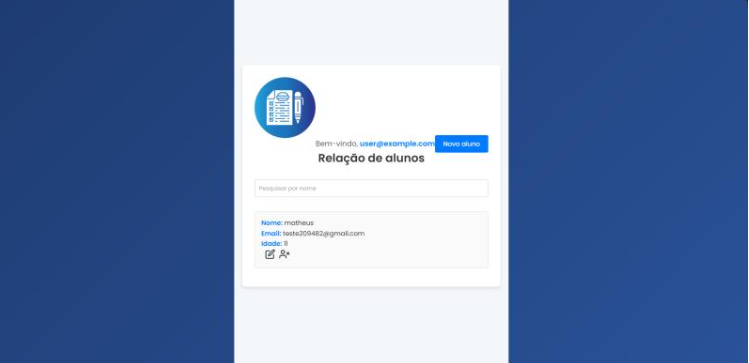 Bem-vindo, user@example.com
Novo aluno
Relação de alunos
Pesquisar por nome
Nome: matheus
Email: teste209482@gmail.com
Idade: 11